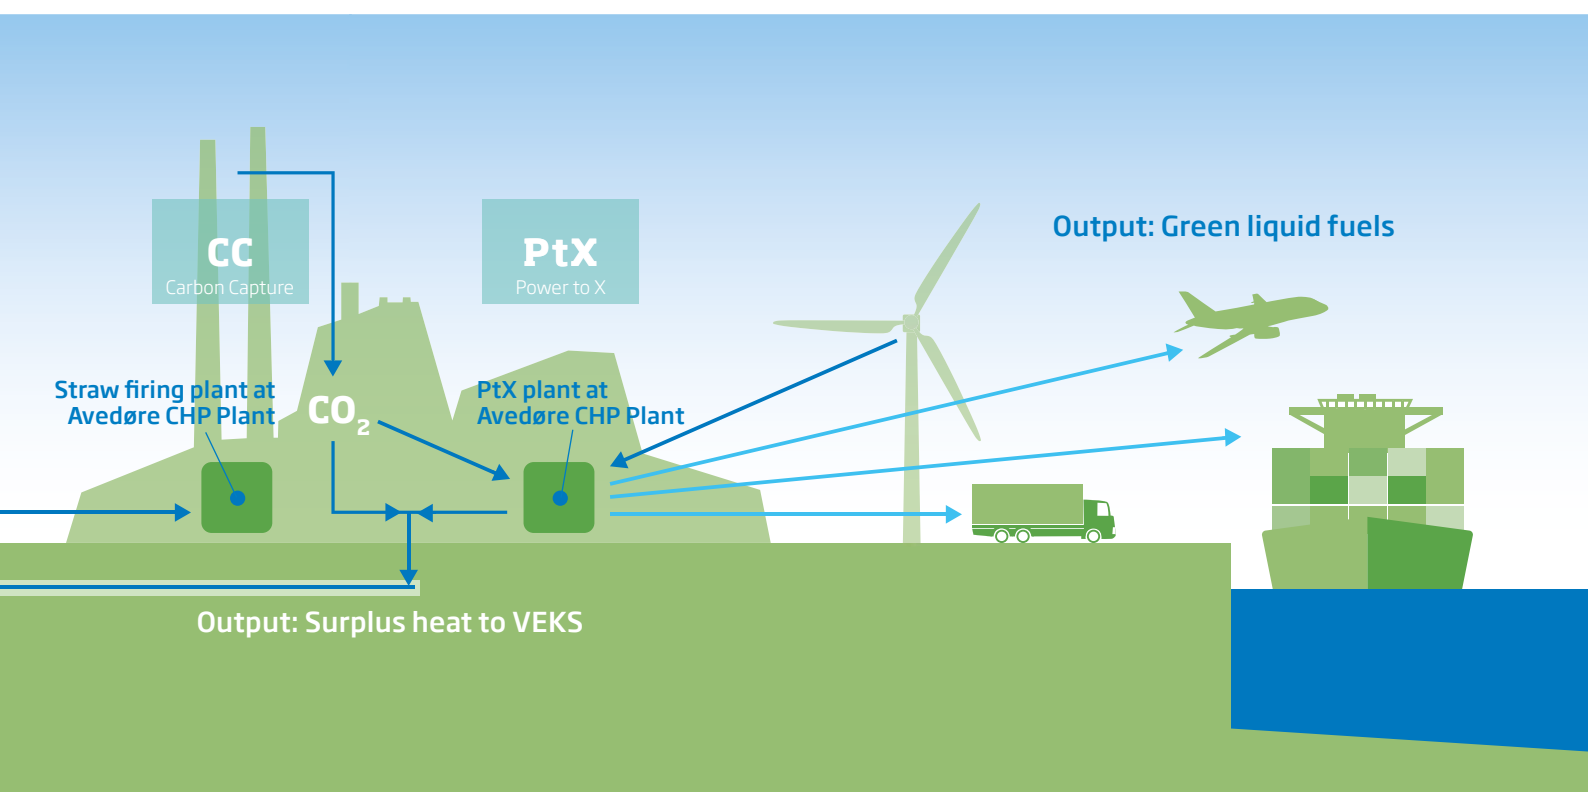 CC
Carbon Capture
PtX
Power to X
Output: Green liquid fuels
Straw firing plant at
Avedøre CHP Plant
CO₂
PtX plant at
Avedøre CHP Plant
Output: Surplus heat to VEKS